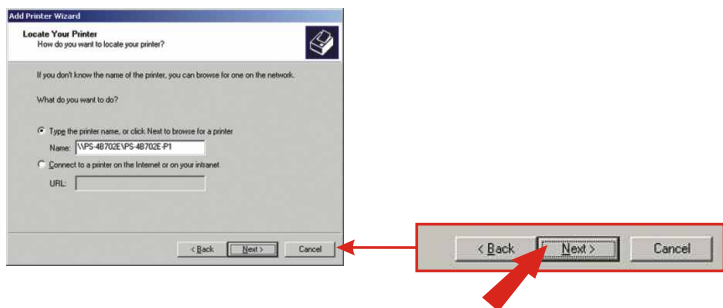 Add Printer Wizard
Locate Your Printer
How do you want to locate your printer?
If you don't know the name of the printer, you can browse for one on the network.
What do you want to do?
Type the printer name, or click Next to browse for a printer
Name: \\PS-4B702E\PS-4B702E-P1
Connect to a printer on the Internet or on your intranet
URL:
< Back Next > Cancel
< Back Next > Cancel